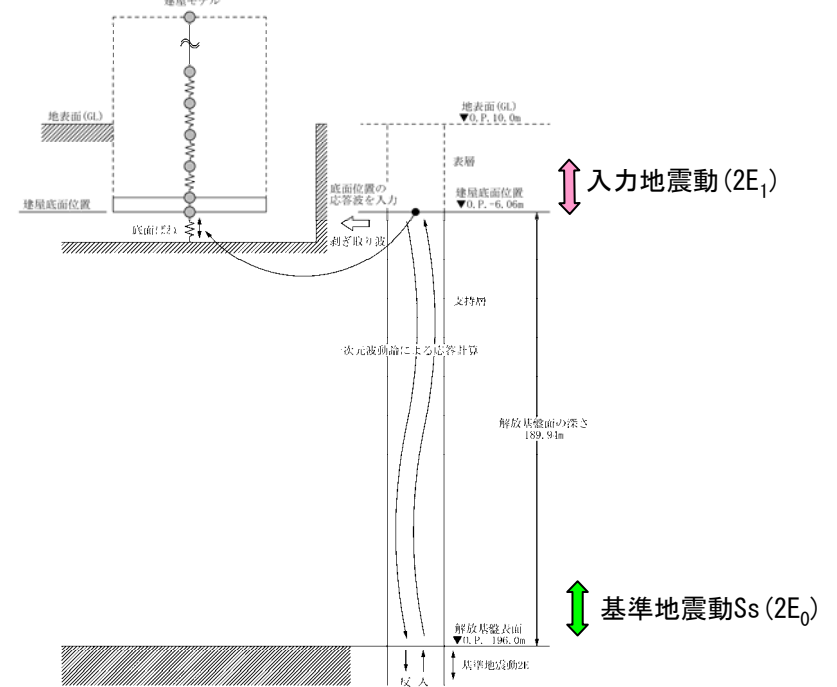 建屋モデル
地表面(GL)
建屋底面位置
底面ばね
底面位置の
応答波を入力
剥ぎ取り波
地表面(GL)
▼O.P.10.0m
表層
建屋底面位置
▼O.P.-6.06m
支持層
一次元波動論による応答計算
解放基盤面の深さ
189.94m
解放基盤表面
▼O.P.-196.0m
基準地震動2E
反 入
入力地震動(2E₁)
基準地震動Ss(2E₀)